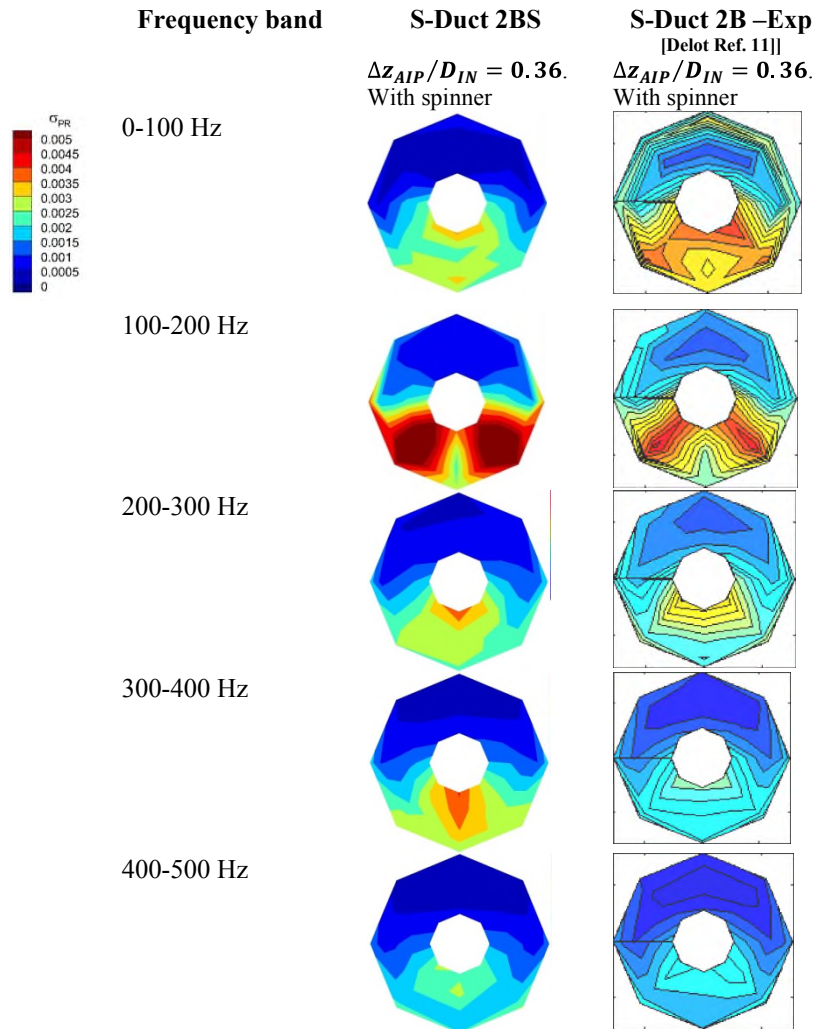 Frequency band
S-Duct 2BS
S-Duct 2B –Exp
[Delot Ref. 11]]
Δz_AIP/D_IN = 0.36.
With spinner
Δz_AIP/D_IN = 0.36.
With spinner
σPR
0.005
0.0045
0.004
0.0035
0.003
0.0025
0.002
0.0015
0.001
0.0005
0
0-100 Hz
100-200 Hz
200-300 Hz
300-400 Hz
400-500 Hz